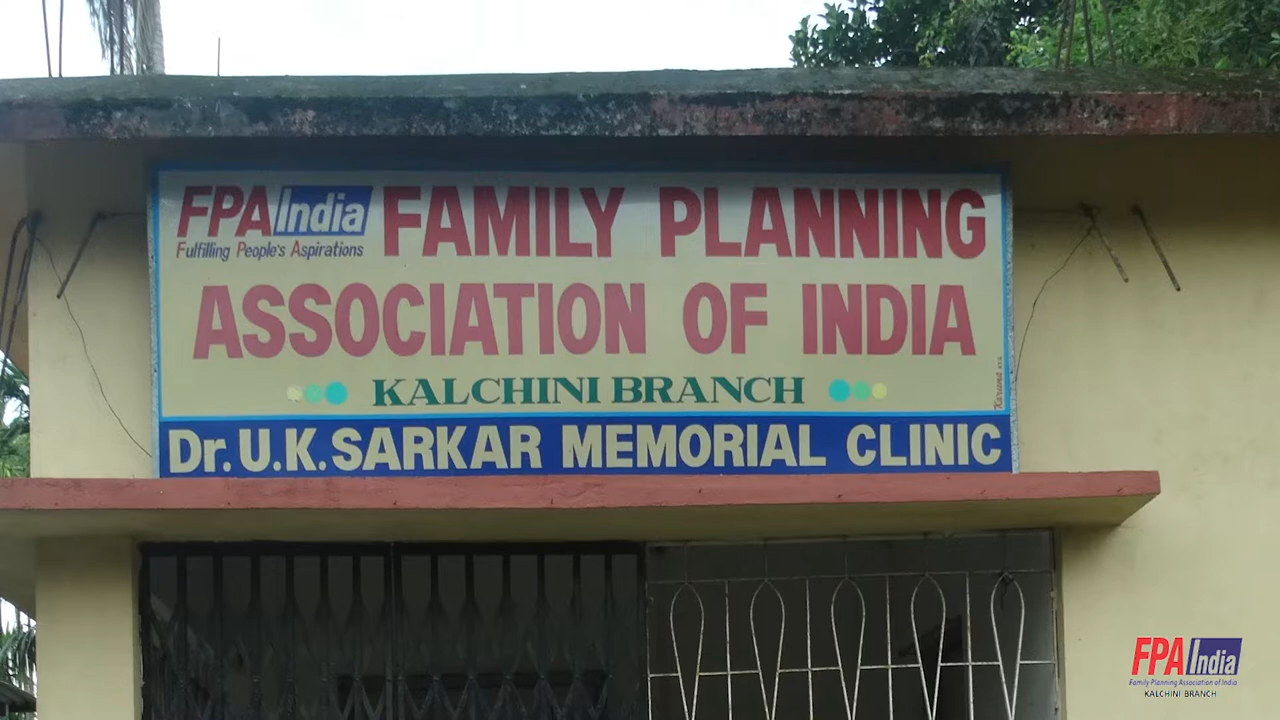 FPA India FAMILY PLANNING
Fulfilling People's Aspirations
ASSOCIATION OF INDIA
KALCHINI BRANCH
Dr. U.K. SARKAR MEMORIAL CLINIC
FPA India
Family Planning Association of India
KALCHINI BRANCH